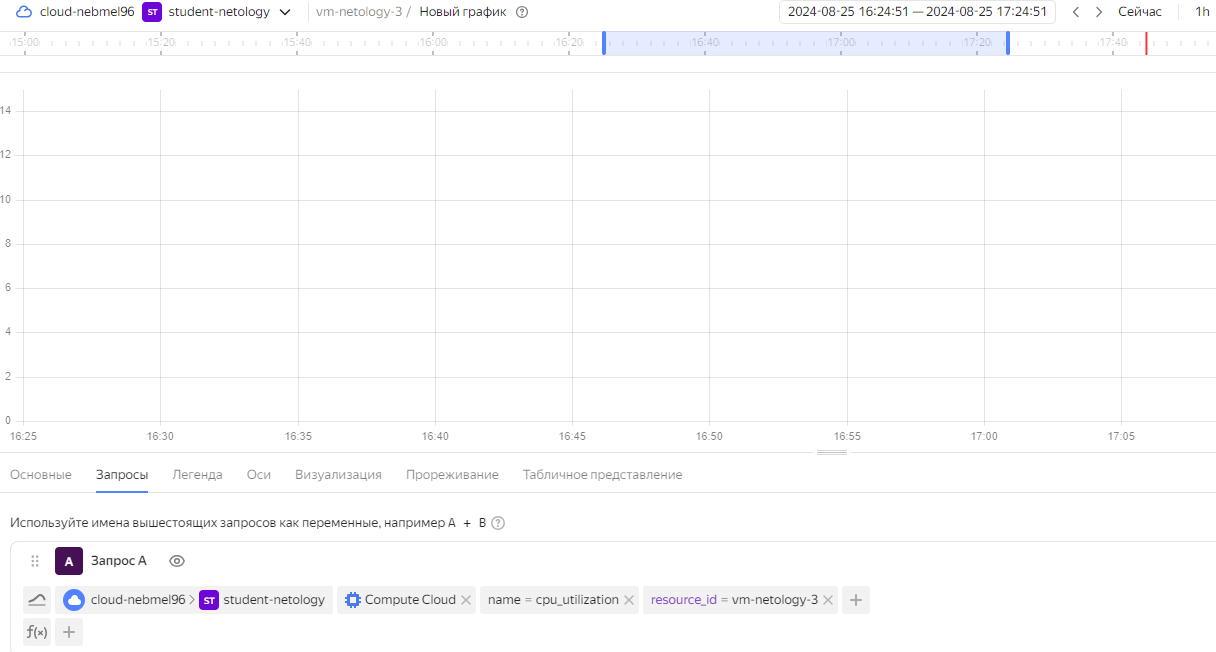 cloud-nebmel96 ST student-netology vm-netology-3 / Новый график ? 2024-08-25 16:24:51 — 2024-08-25 17:24:51 Сейчас 1h
15:00 15:20 15:40 16:00 16:20 16:40 17:00 17:20 17:40
14
12
10
8
6
4
2
0
16:25 16:30 16:35 16:40 16:45 16:50 16:55 17:00 17:05
Основные Запросы Легенда Оси Визуализация Прореживание Табличное представление
Используйте имена вышестоящих запросов как переменные, например A + B ?
A Запрос A
cloud-nebmel96 > ST student-netology Compute Cloud × name = cpu_utilization × resource_id = vm-netology-3 × +
f(x) +